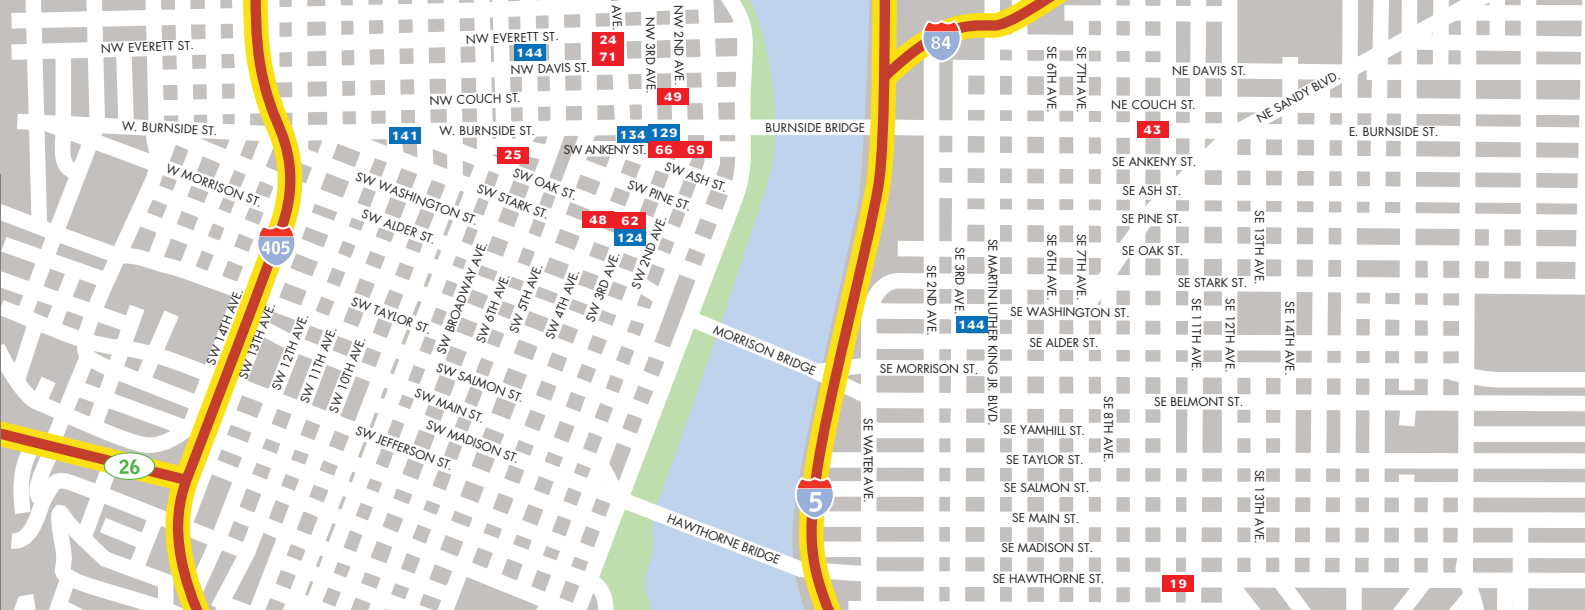 AVE.
NW 3RD AVE.
NW 2ND AVE.
NW EVERETT ST.
NW EVERETT ST.
144
24
71
84
NW DAVIS ST.
SE 6TH AVE.
SE 7TH AVE.
NE DAVIS ST.
NE SANDY BLVD.
NW COUCH ST.
49
NE COUCH ST.
W. BURNSIDE ST.
141
W. BURNSIDE ST.
134
129
BURNSIDE BRIDGE
43
E. BURNSIDE ST.
25
SW ANKENY ST.
66
69
SE ANKENY ST.
W MORRISON ST.
SW WASHINGTON ST.
SW OAK ST.
SW STARK ST.
SW ASH ST.
SW PINE ST.
SE ASH ST.
SW ALDER ST.
48
62
124
SE PINE ST.
405
SW 2ND AVE.
SE OAK ST.
SE 6TH AVE.
SE 7TH AVE.
SE 13TH AVE.
SE 2ND AVE.
SE 3RD AVE.
SE MARTIN LUTHER KING JR. BLVD.
SE STARK ST.
SW 14TH AVE.
SW 13TH AVE.
SW 12TH AVE.
SW 11TH AVE.
SW 10TH AVE.
SW TAYLOR ST.
SW BROADWAY AVE.
SW 6TH AVE.
SW 5TH AVE.
SW 4TH AVE.
SW 3RD AVE.
144
SE WASHINGTON ST.
SE 11TH AVE.
SE 12TH AVE.
SE 14TH AVE.
MORRISON BRIDGE
SE ALDER ST.
SE MORRISON ST.
SW SALMON ST.
SW MAIN ST.
SE BELMONT ST.
SE 8TH AVE.
SW MADISON ST.
SW JEFFERSON ST.
SE YAMHILL ST.
SE WATER AVE.
26
SE TAYLOR ST.
5
SE SALMON ST.
SE 13TH AVE.
HAWTHORNE BRIDGE
SE MAIN ST.
SE MADISON ST.
SE HAWTHORNE ST.
19